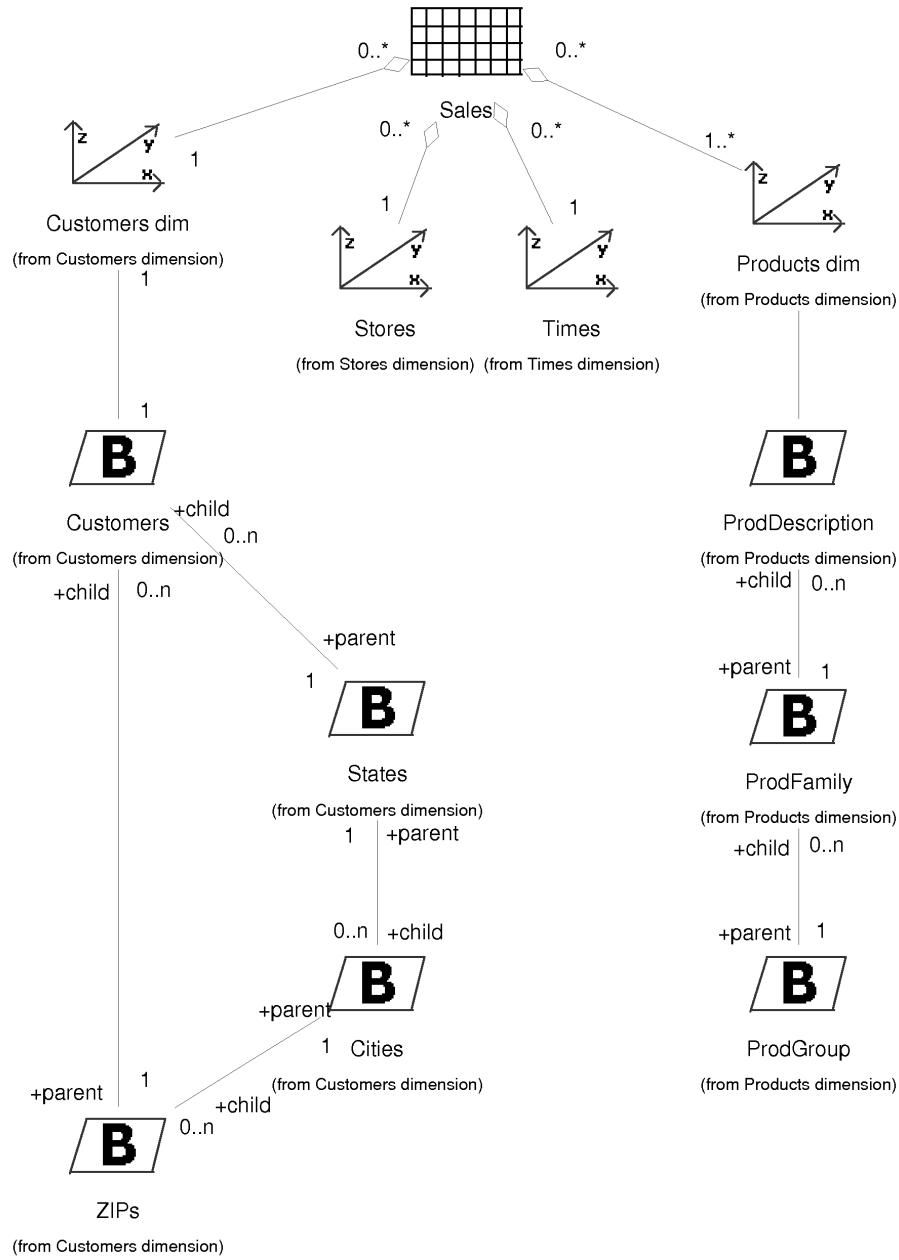 0..*
0..*
Sales
0..*
0..*
1..*
1
z
y
x
z
y
x
1
1
Customers dim
z
y
x
z
y
x
(from Customers dimension)
Products dim
1
(from Products dimension)
Stores
Times
(from Stores dimension)
(from Times dimension)
1
B
B
+child
Customers
ProdDescription
0..n
(from Customers dimension)
(from Products dimension)
+child
0..n
+child
0..n
+parent
+parent
1
1
B
B
States
ProdFamily
(from Customers dimension)
(from Products dimension)
1
+parent
+child
0..n
0..n
+child
+parent
1
B
B
+parent
1
Cities
ProdGroup
(from Customers dimension)
(from Products dimension)
+parent
1
+child
0..n
B
ZIPs
(from Customers dimension)